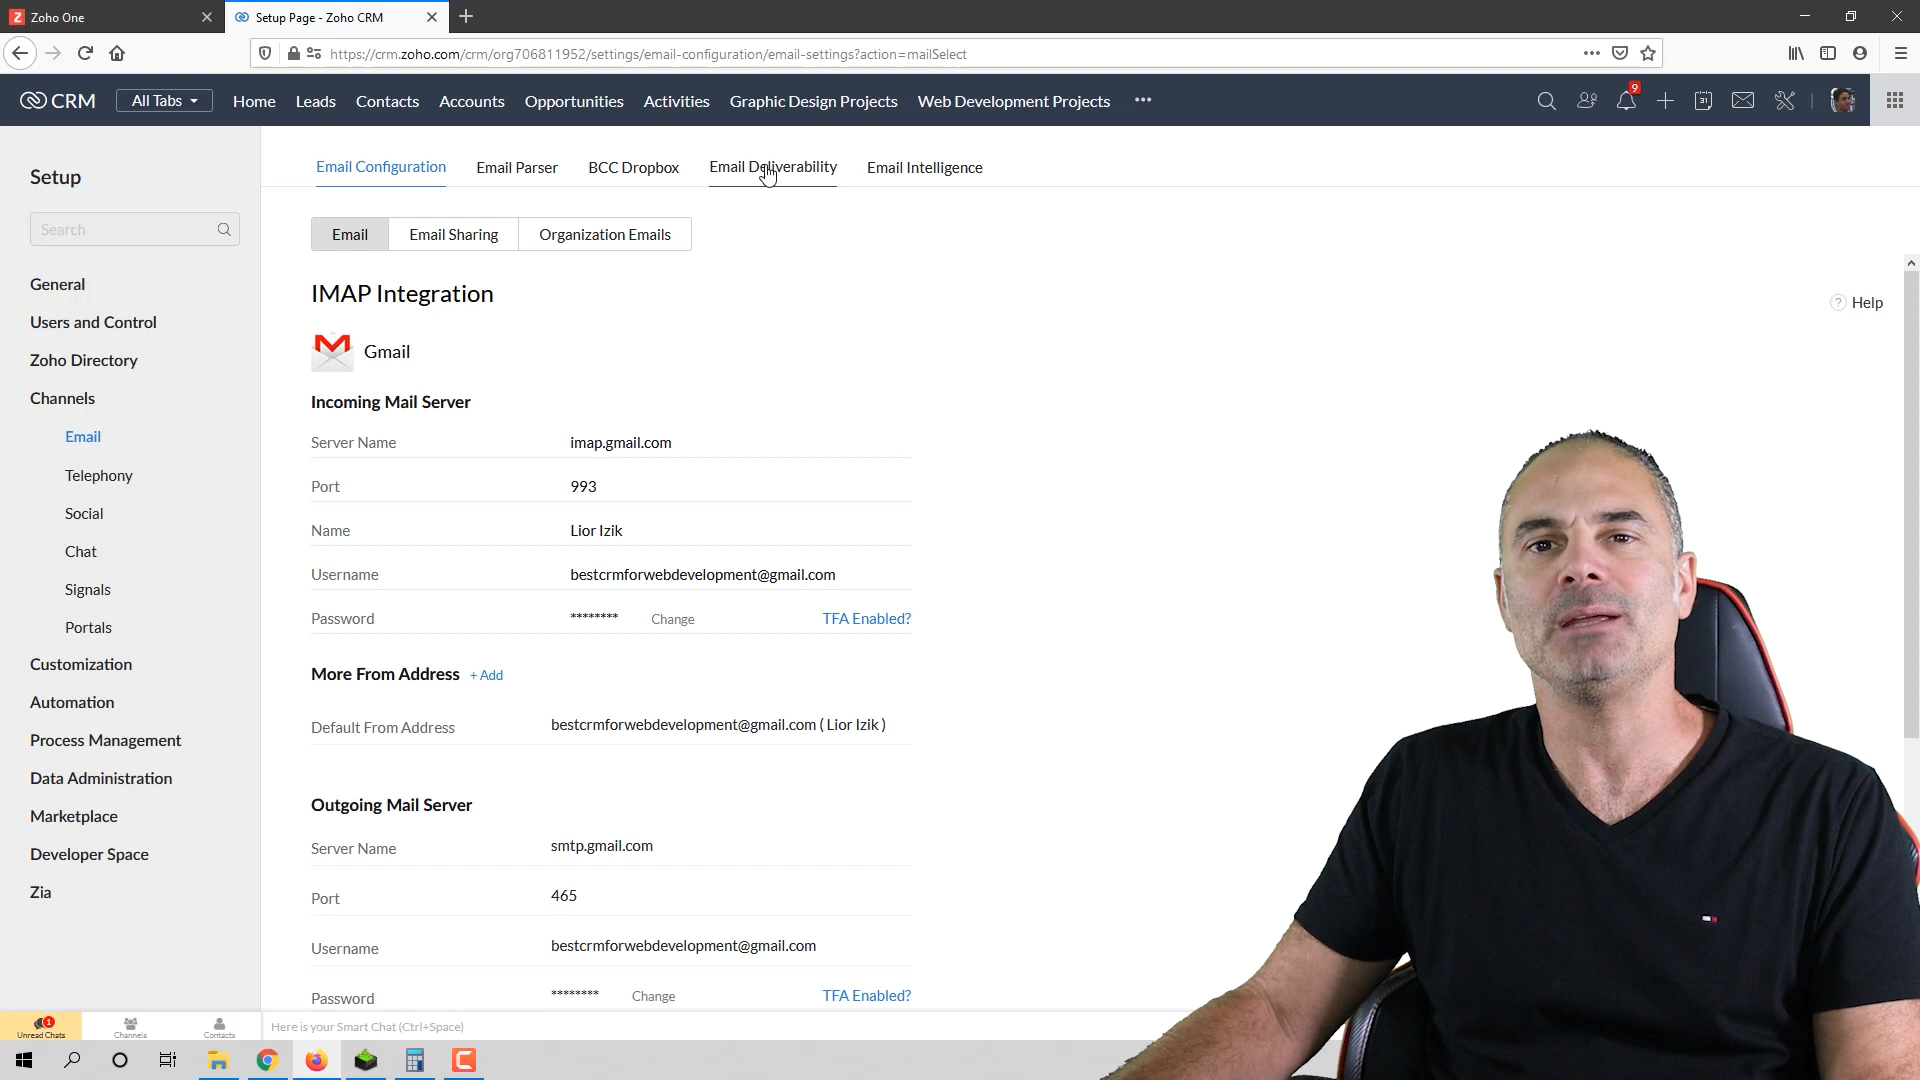 Zoho One
Setup Page - Zoho CRM
https://crm.zoho.com/crm/org706811952/settings/email-configuration/email-settings?action=mailSelect
CRM
All Tabs
Home
Leads
Contacts
Accounts
Opportunities
Activities
Graphic Design Projects
Web Development Projects
9
31
Setup
Search
General
Users and Control
Zoho Directory
Channels
Email
Telephony
Social
Chat
Signals
Portals
Customization
Automation
Process Management
Data Administration
Marketplace
Developer Space
Zia
Email Configuration
Email Parser
BCC Dropbox
Email Deliverability
Email Intelligence
Email
Email Sharing
Organization Emails
IMAP Integration
? Help
Gmail
Incoming Mail Server
Server Name imap.gmail.com
Port 993
Name Lior Izik
Username bestcrmforwebdevelopment@gmail.com
Password ******** Change TFA Enabled?
More From Address + Add
Default From Address bestcrmforwebdevelopment@gmail.com ( Lior Izik )
Outgoing Mail Server
Server Name smtp.gmail.com
Port 465
Username bestcrmforwebdevelopment@gmail.com
Password ******** Change TFA Enabled?
1
Unread Chats
Channels
Contacts
Here is your Smart Chat (Ctrl+Space)